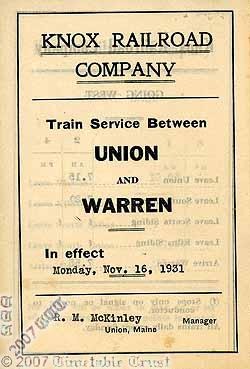 KNOX RAILROAD
COMPANY
Train Service Between
UNION
AND
WARREN
In effect
Monday, Nov. 16, 1931
R. M. McKinley Manager
Union, Maine
© 2007 Timetable Trust